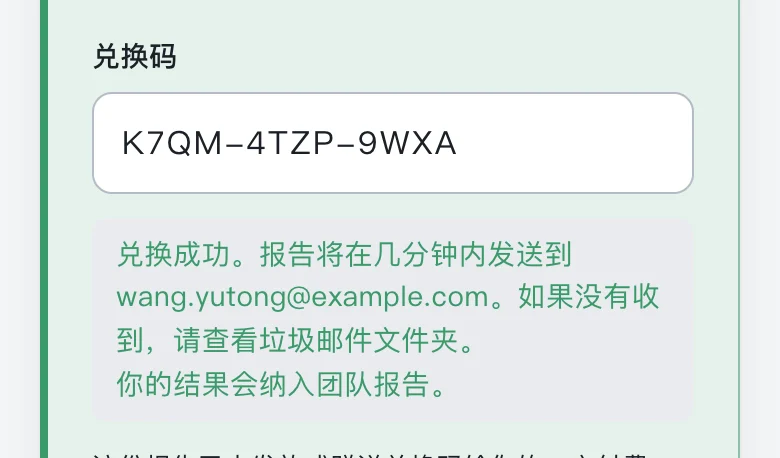 兑换码
K7QM-4TZP-9WXA
兑换成功。报告将在几分钟内发送到
wang.yutong@example.com。如果没有收
到，请查看垃圾邮件文件夹。
你的结果会纳入团队报告。